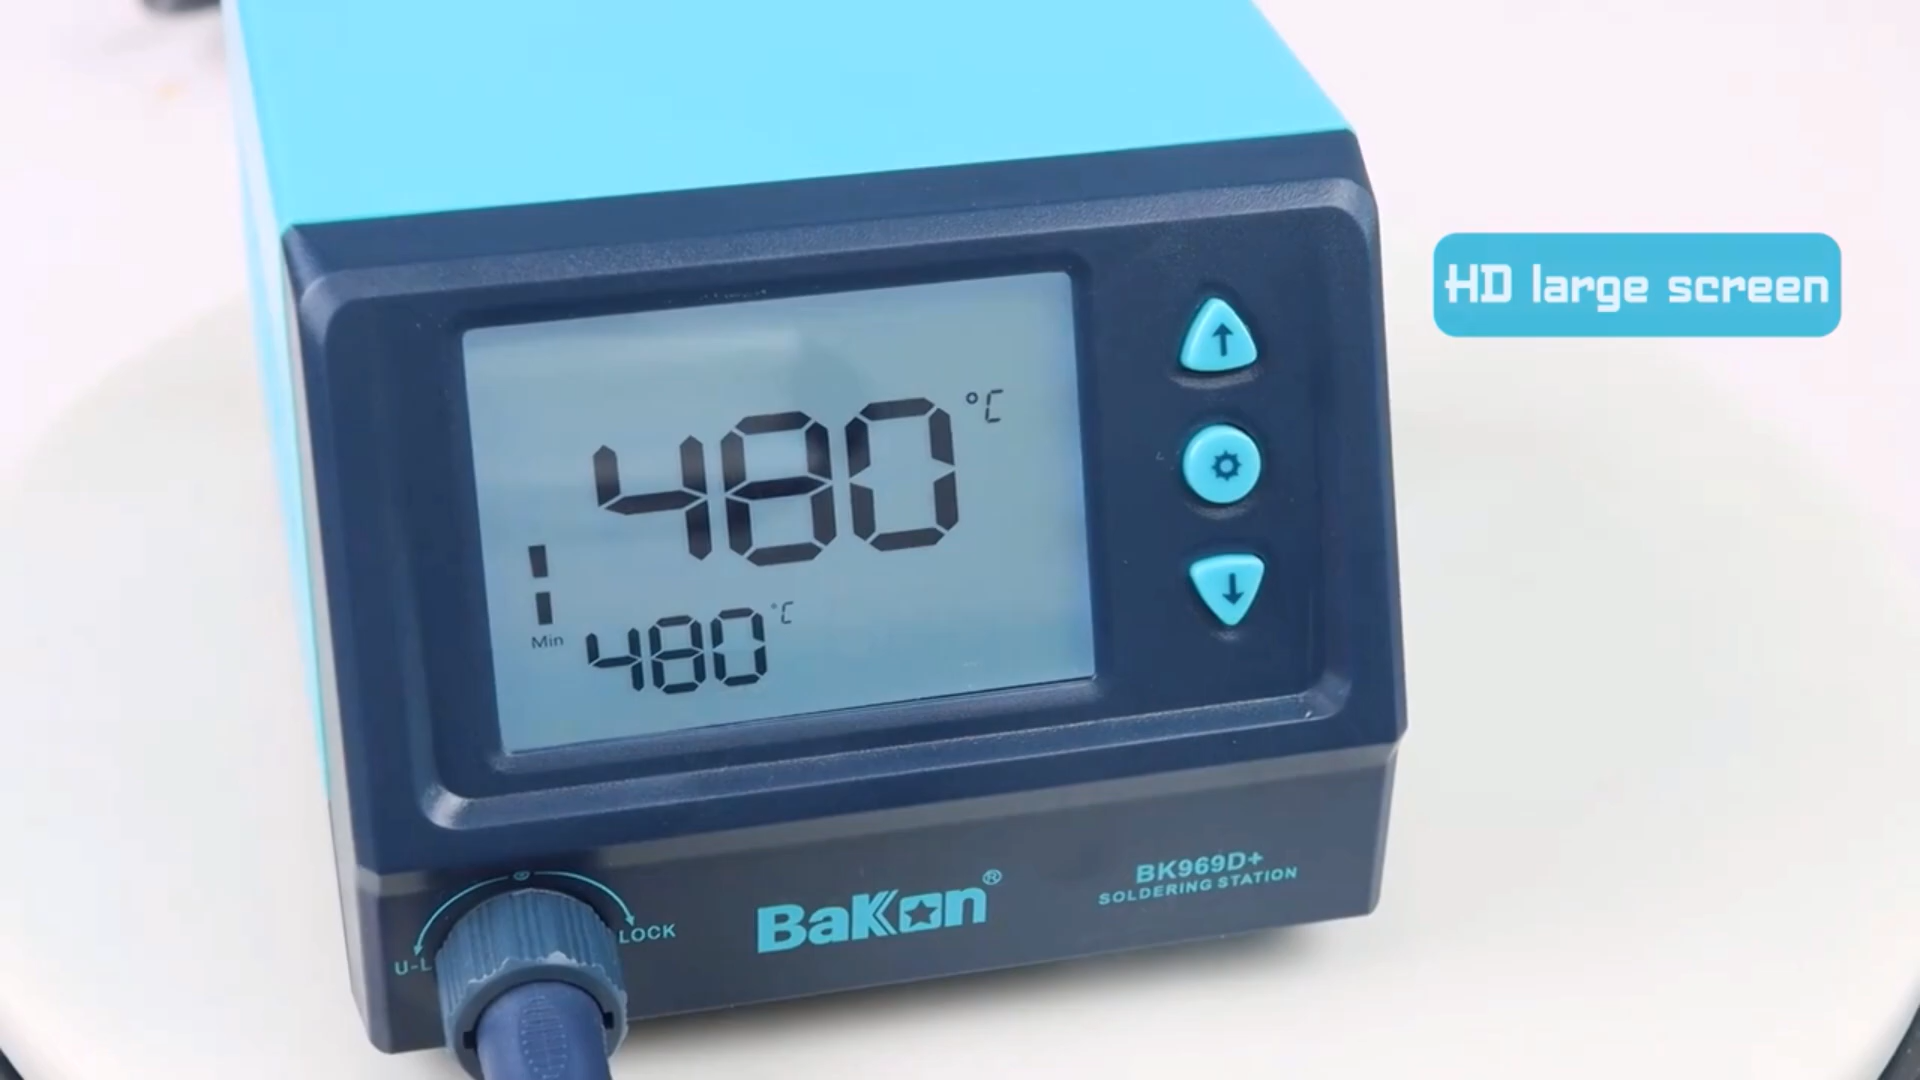 HD large screen
480 °C
Min
480 °C
LOCK
U-L
BaKon®
BK969D+
SOLDERING STATION